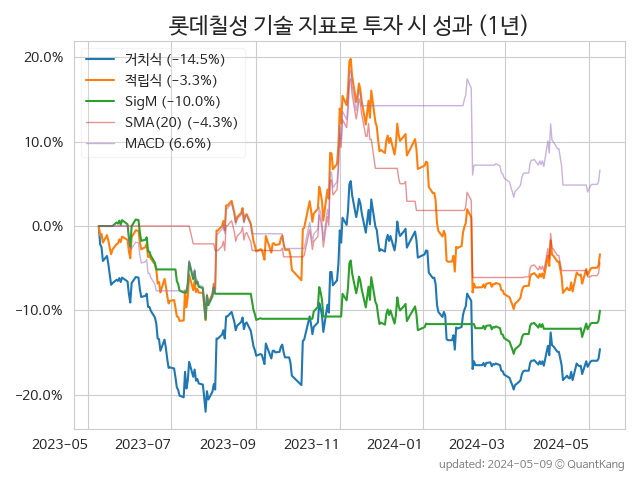 롯데칠성 기술 지표로 투자 시 성과 (1년)
거치식 (−14.5%)
적립식 (−3.3%)
SigM (−10.0%)
SMA(20) (−4.3%)
MACD (6.6%)
20.0%
10.0%
0.0%
−10.0%
−20.0%
2023-05 2023-07 2023-09 2023-11 2024-01 2024-03 2024-05
updated: 2024-05-09 © QuantKang